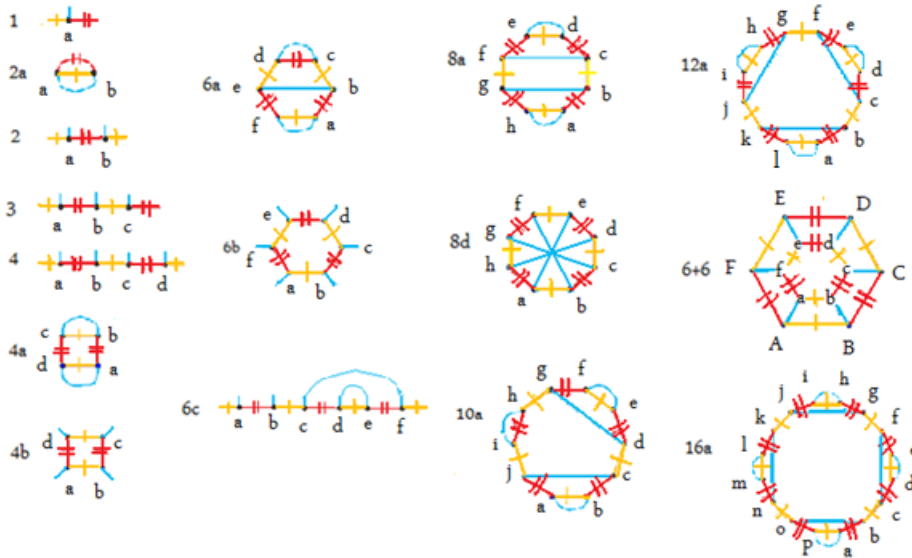 1
a
2a
a b
2
a b
3
a b c
4
a b c d
4a
c b
d a
4b
d c
a b
6a
d c
e b
f a
6b
e d
f c
a b
6c
a b c d e f
8a
e d
f c
g b
h a
8d
f e
g d
h c
a b
10a
g f
h e
i d
j c
a b
12a
g f
h e
i d
j c
k b
l a
6+6
E D
e d
F f c C
a b
A B
16a
i h
j g
k f
l e
m d
n c
o b
P a